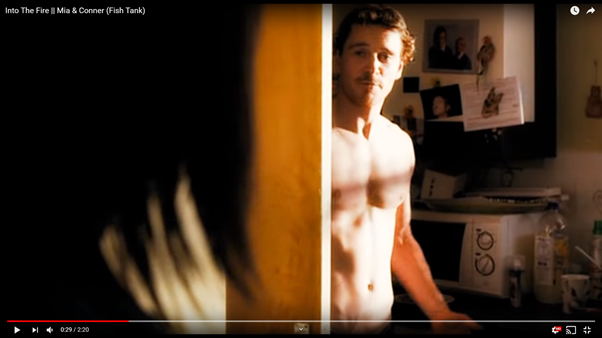 Into The Fire || Mia & Conner (Fish Tank)
0:29 / 2:20